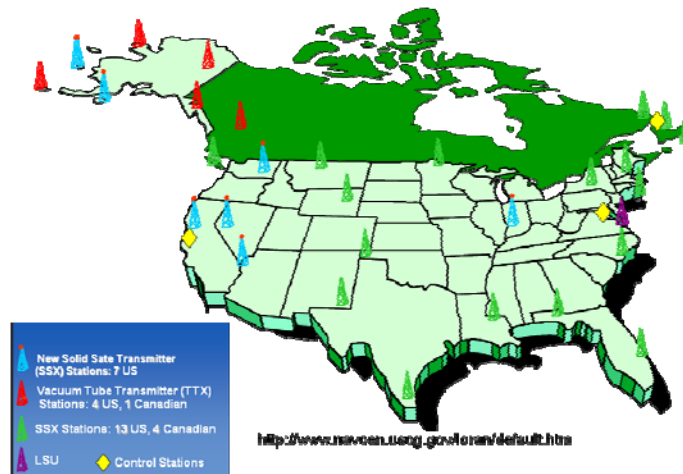 New Solid Sate Transmitter
(SSX) Stations: 7 US
Vacuum Tube Transmitter (TTX)
Stations: 4 US, 1 Canadian
SSX Stations: 13 US, 4 Canadian
LSU
Control Stations
http://www.navcen.uscg.gov/loran/default.htm